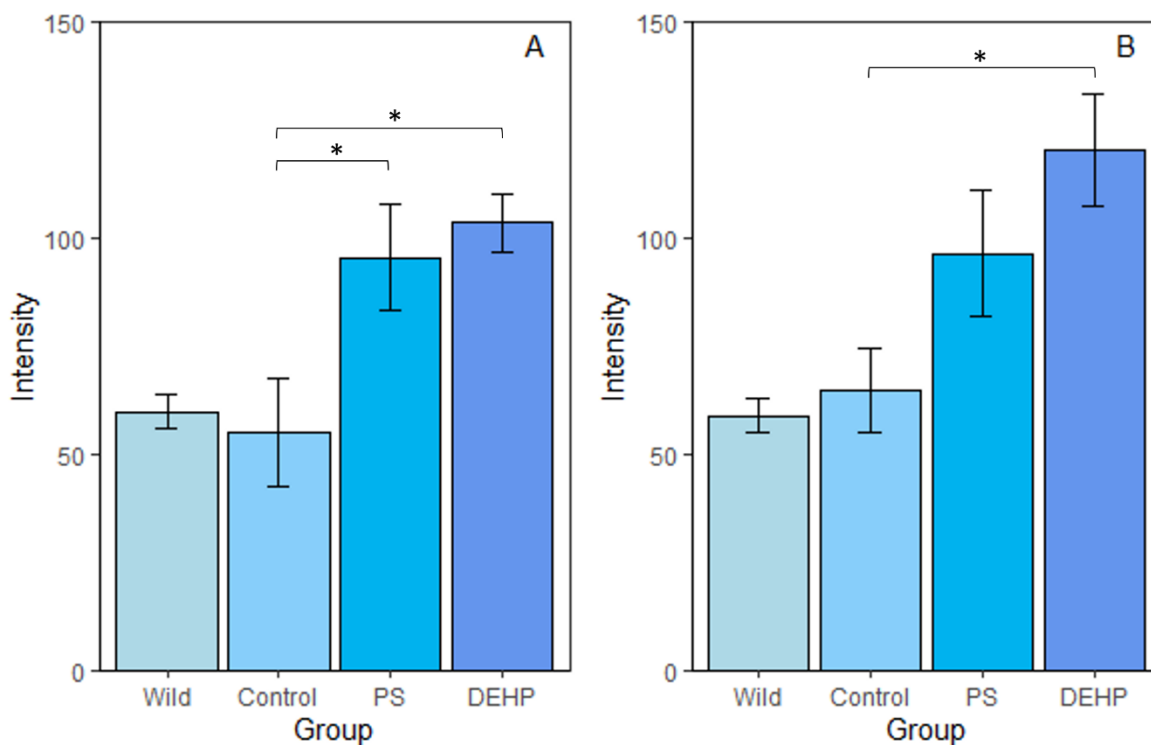 A
Intensity
150
100
50
0
*
*
Wild Control PS DEHP
Group
B
Intensity
150
100
50
0
*
Wild Control PS DEHP
Group